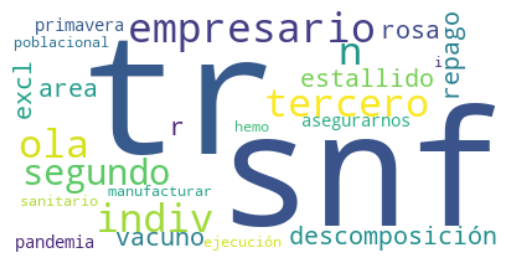 primavera
empresario
rosa
repago
poblacional
tr
n
i
excl
area
estallido
tercero
r
hemo
asegurarnos
ola
snf
segundo
manufacturar
sanitario
indiv
pandemia
vacuno
ejecución
descomposición